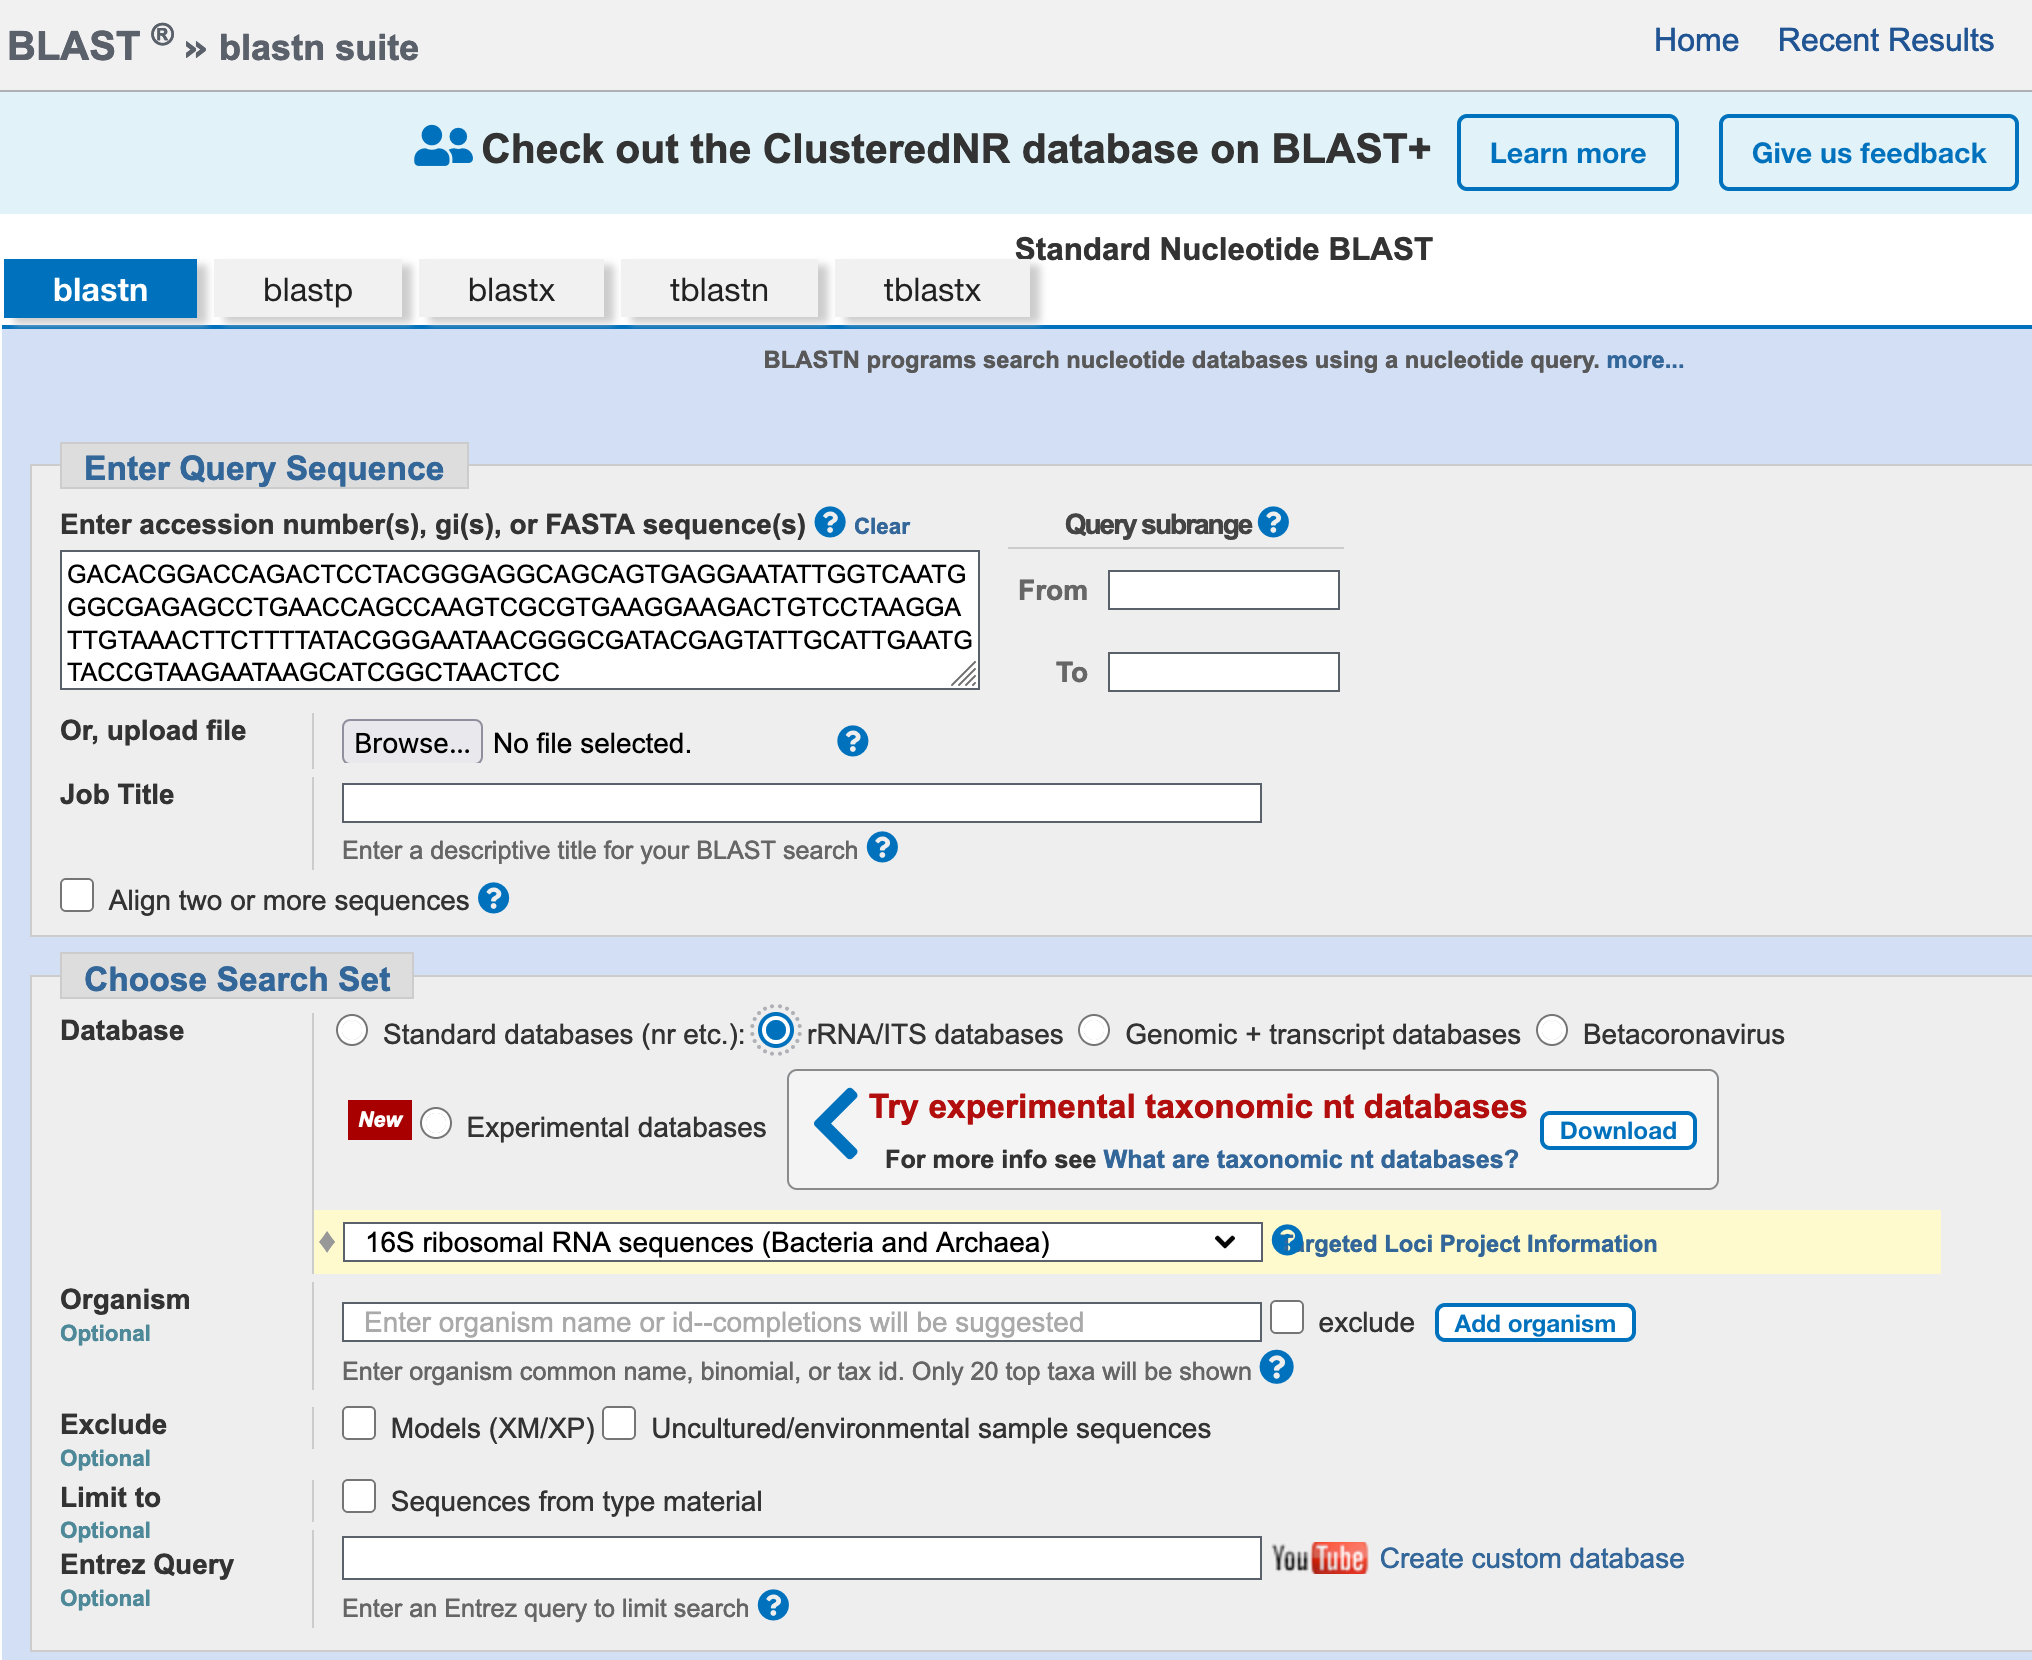 BLAST ® » blastn suite
Home
Recent Results
Check out the ClusteredNR database on BLAST+
Learn more
Give us feedback
Standard Nucleotide BLAST
blastn
blastp
blastx
tblastn
tblastx
BLASTN programs search nucleotide databases using a nucleotide query. more...
Enter Query Sequence
Enter accession number(s), gi(s), or FASTA sequence(s) ? Clear
Query subrange ?
GACACGGACCAGACTCCTACGGGAGGCAGCAGTGAGGAATATTGGTCAATG
GGCGAGAGCCTGAACCAGCCAAGTCGCGTGAAGGAAGACTGTCCTAAGGA
TTGTAAACTTCTTTTATACGGGAATAACGGGCGATACGAGTATTGCATTGAATG
TACCGTAAGAATAAGCATCGGCTAACTCC
From
To
Or, upload file
Browse... No file selected. ?
Job Title
Enter a descriptive title for your BLAST search ?
Align two or more sequences ?
Choose Search Set
Database
Standard databases (nr etc.): rRNA/ITS databases Genomic + transcript databases Betacoronavirus
New Experimental databases
Try experimental taxonomic nt databases
Download
For more info see What are taxonomic nt databases?
16S ribosomal RNA sequences (Bacteria and Archaea)
? argeted Loci Project Information
Organism
Optional
Enter organism name or id--completions will be suggested
exclude
Add organism
Enter organism common name, binomial, or tax id. Only 20 top taxa will be shown ?
Exclude
Optional
Models (XM/XP) Uncultured/environmental sample sequences
Limit to
Optional
Sequences from type material
Entrez Query
Optional
You Tube Create custom database
Enter an Entrez query to limit search ?